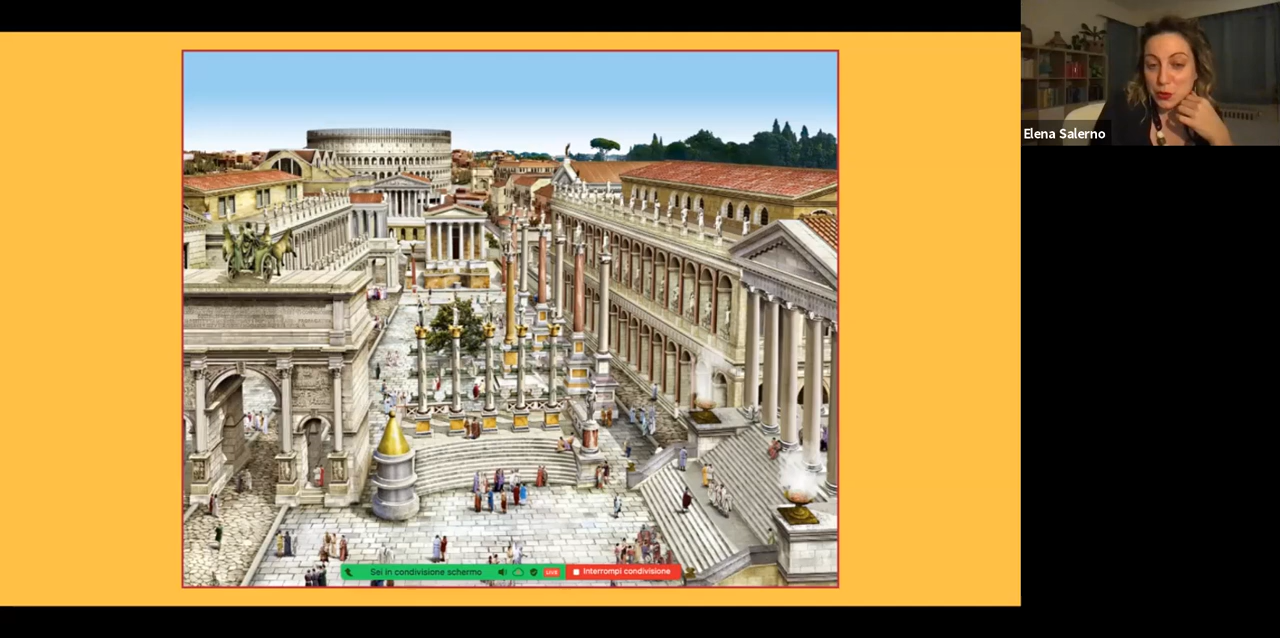 Elena Salerno
Sei in condivisione schermo LIVE Interrompi condivisione